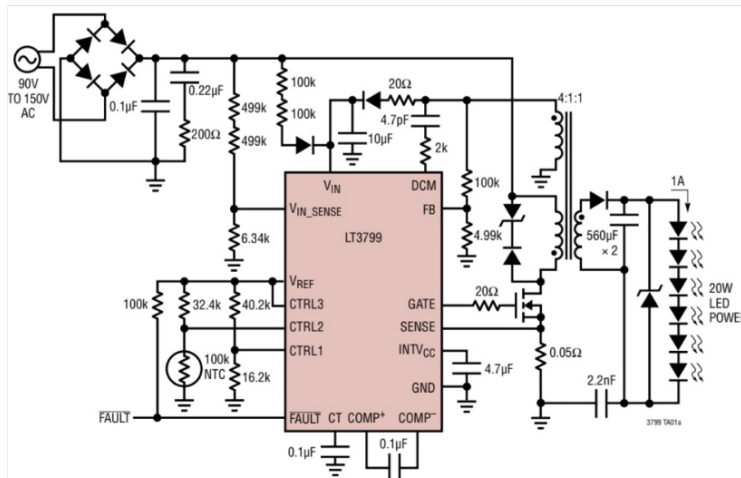 90V
TO 150V
AC
0.1µF
0.22µF
200Ω
499k
499k
100k
100k
10µF
20Ω
4.7pF
2k
4:1:1
100k
4.99k
VIN
DCM
VIN_SENSE
FB
LT3799
6.34k
560µF
× 2
1A
20W
LED
POWER
100k
32.4k
40.2k
VREF
CTRL3
CTRL2
CTRL1
100k
NTC
16.2k
GATE
SENSE
INTVCC
GND
20Ω
0.05Ω
4.7µF
2.2nF
FAULT
FAULT
CT
COMP+
COMP–
0.1µF
0.1µF
3799 TA01a